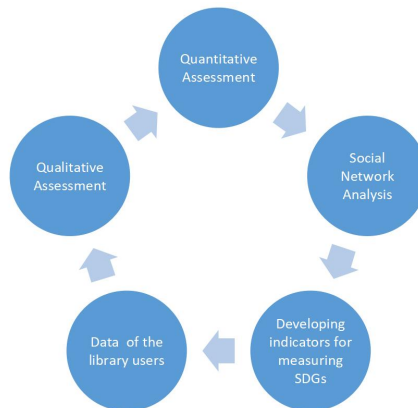 Quantitative
Assessment
Social
Network
Analysis
Developing
indicators for
measuring
SDGs
Data of the
library users
Qualitative
Assessment